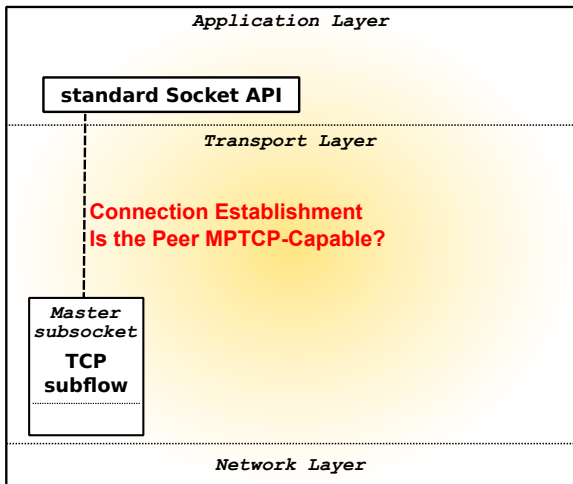 Application Layer
standard Socket API
Transport Layer
Connection Establishment
Is the Peer MPTCP-Capable?
Master
subsocket
TCP
subflow
Network Layer